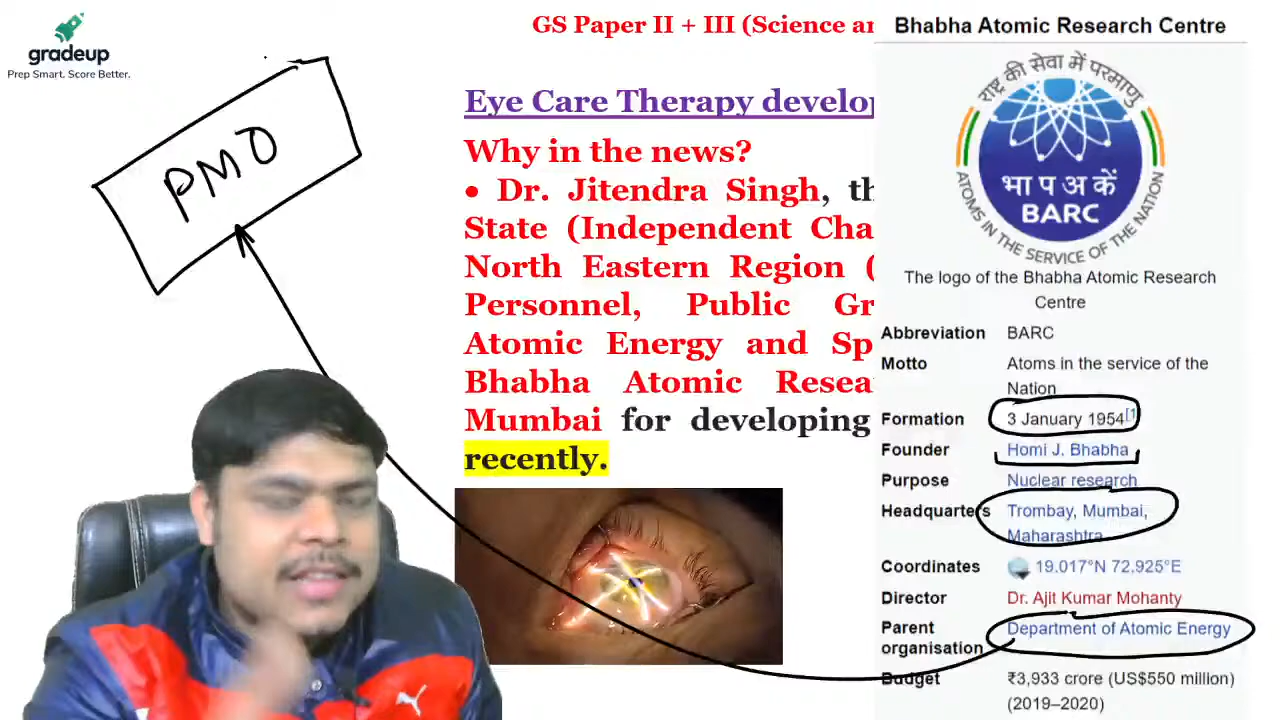 gradeup
Prep Smart. Score Better.
PMO
GS Paper II + III (Science an
Eye Care Therapy develop
Why in the news?
• Dr. Jitendra Singh, th
State (Independent Cha
North Eastern Region (
Personnel, Public Gr
Atomic Energy and Sp
Bhabha Atomic Resea
Mumbai for developing
recently.
Bhabha Atomic Research Centre
राष्ट्र की सेवा में परमाणु
भा प अ कें
BARC
ATOMS IN THE SERVICE OF THE NATION
The logo of the Bhabha Atomic Research
Centre
Abbreviation BARC
Motto Atoms in the service of the
Nation
Formation 3 January 1954[1
Founder Homi J. Bhabha
Purpose Nuclear research
Headquarters Trombay, Mumbai,
Maharashtra
Coordinates 19.017°N 72.925°E
Director Dr. Ajit Kumar Mohanty
Parent Department of Atomic Energy
organisation
Budget ₹3,933 crore (US$550 million)
(2019–2020)